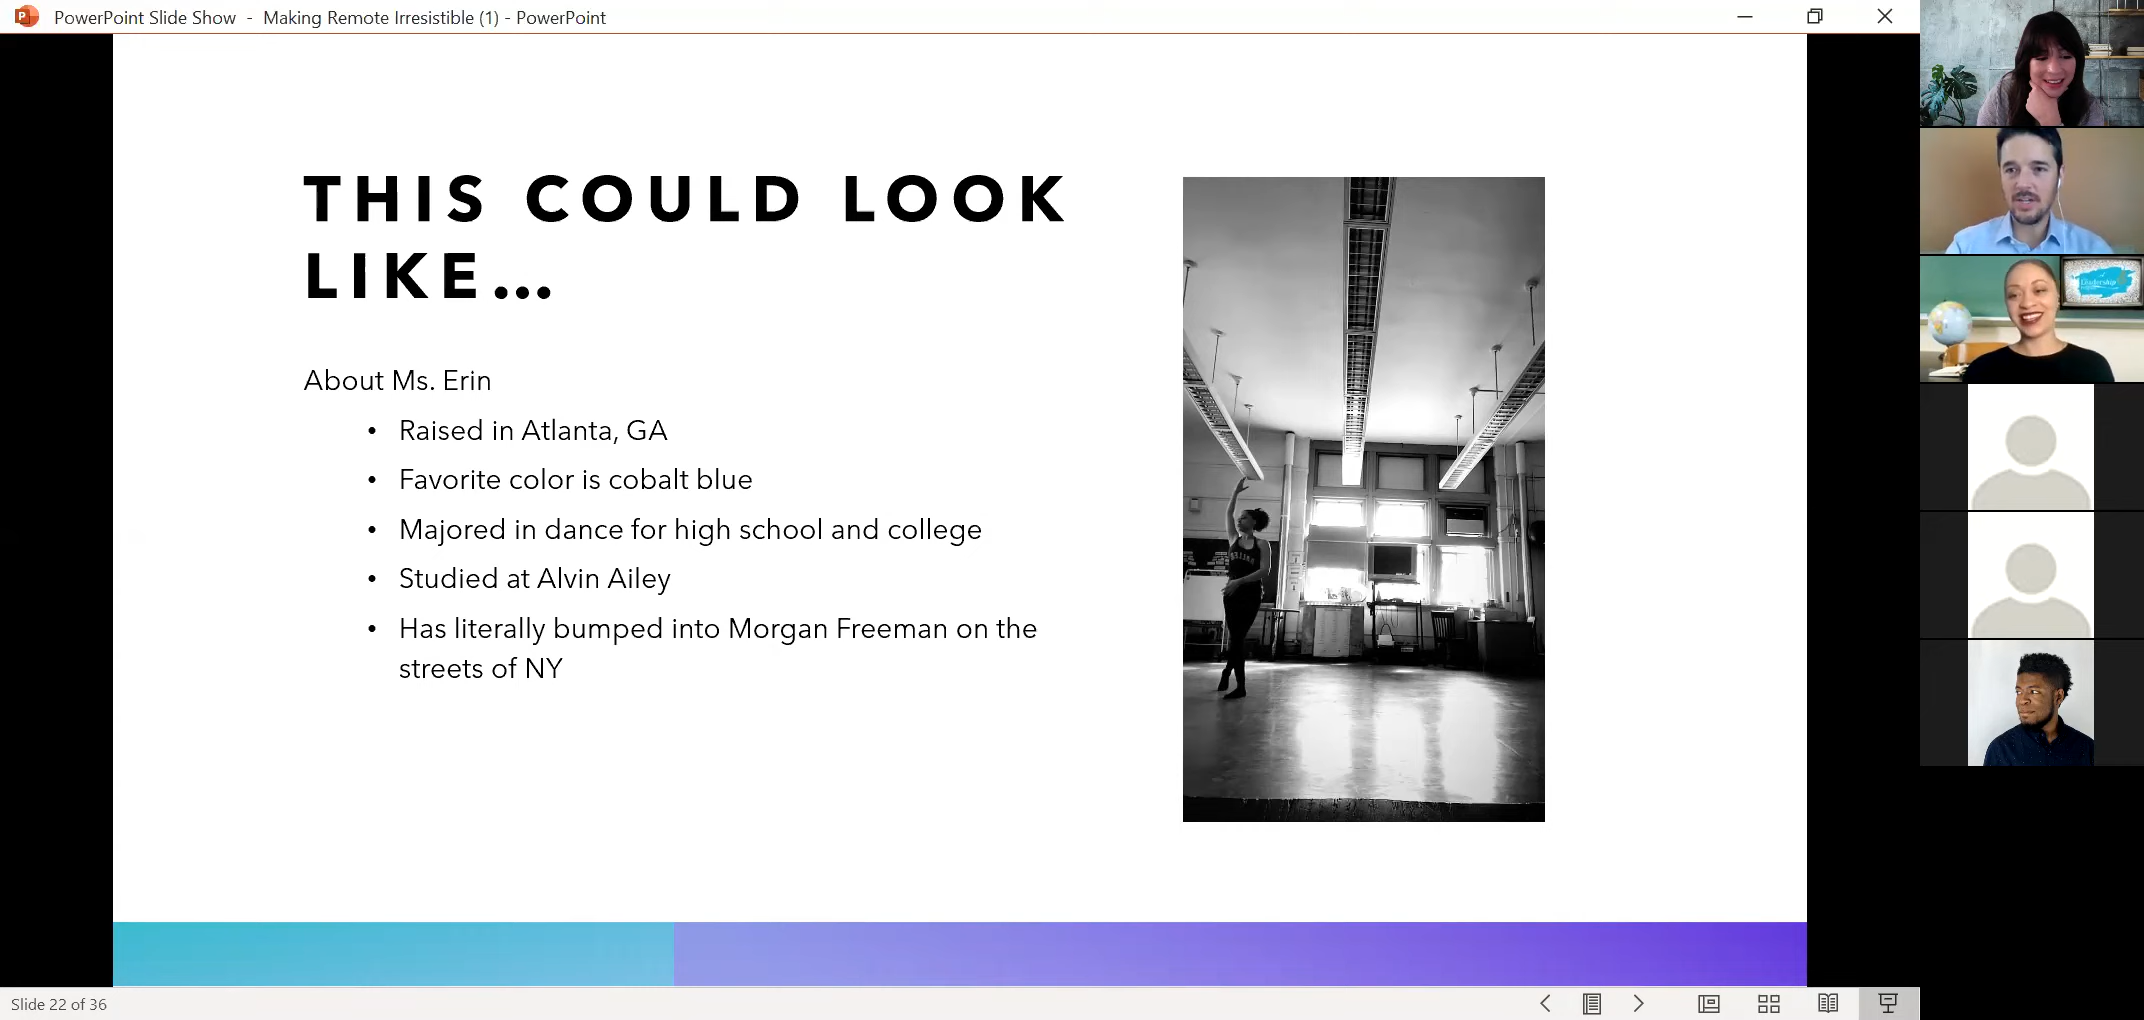 PowerPoint Slide Show - Making Remote Irresistible (1) - PowerPoint
THIS COULD LOOK
LIKE...
About Ms. Erin
• Raised in Atlanta, GA
• Favorite color is cobalt blue
• Majored in dance for high school and college
• Studied at Alvin Ailey
• Has literally bumped into Morgan Freeman on the
streets of NY
Leadership
Slide 22 of 36